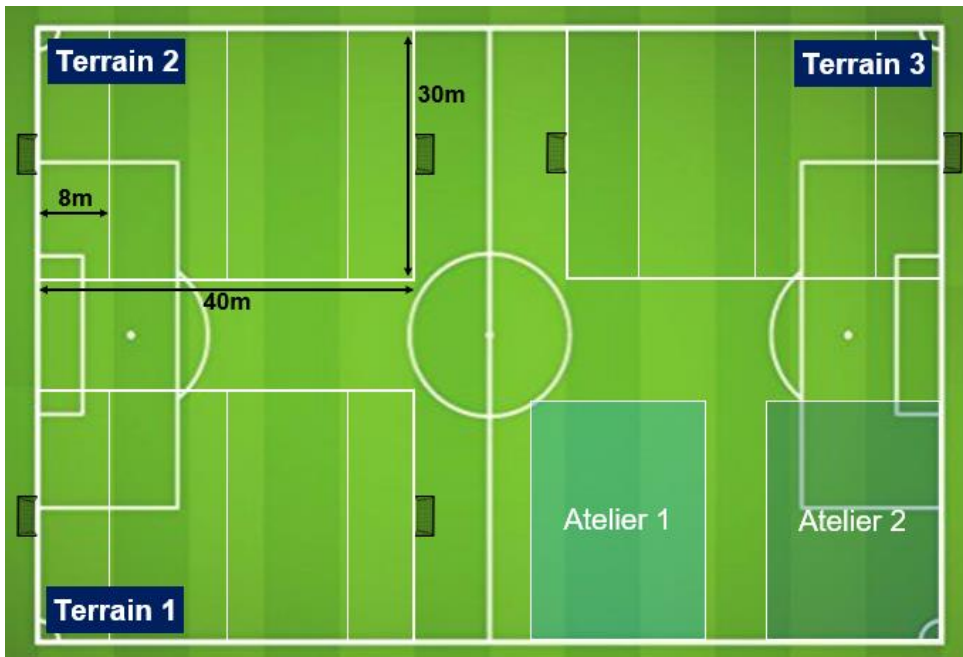 Terrain 2
Terrain 3
30m
8m
40m
Atelier 1
Atelier 2
Terrain 1